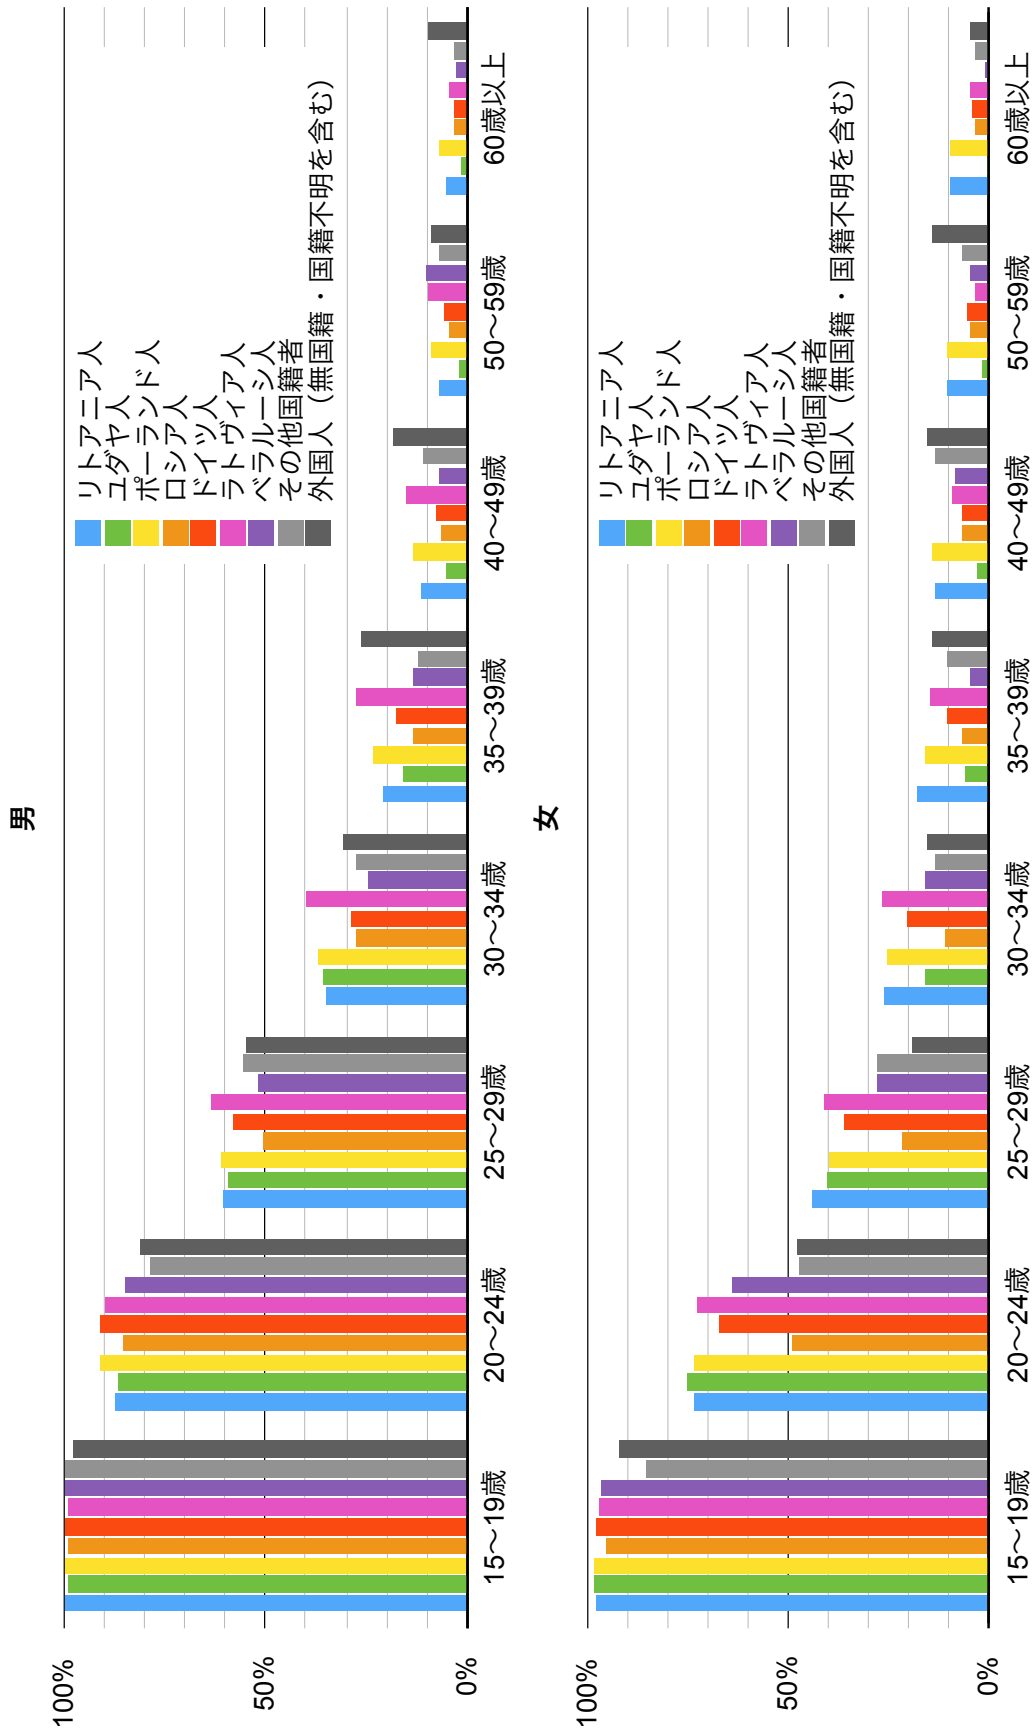 男
100%
50%
0%
リトアニア人
ユダヤ人
ポーランド人
ロシア人
ドイツ人
ラトヴィア人
ベラルーシ人
その他国籍者
外国人（無国籍・国籍不明を含む）
15〜19歳
20〜24歳
25〜29歳
30〜34歳
35〜39歳
40〜49歳
50〜59歳
60歳以上
女
100%
50%
0%
リトアニア人
ユダヤ人
ポーランド人
ロシア人
ドイツ人
ラトヴィア人
ベラルーシ人
その他国籍者
外国人（無国籍・国籍不明を含む）
15〜19歳
20〜24歳
25〜29歳
30〜34歳
35〜39歳
40〜49歳
50〜59歳
60歳以上